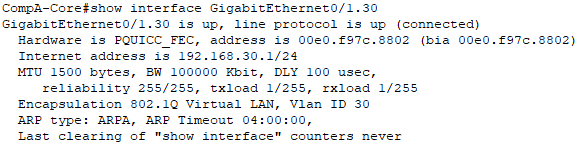 CompA-Core#show interface GigabitEthernet0/1.30
GigabitEthernet0/1.30 is up, line protocol is up (connected)
Hardware is PQUICC_FEC, address is 00e0.f97c.8802 (bia 00e0.f97c.8802)
Internet address is 192.168.30.1/24
MTU 1500 bytes, BW 100000 Kbit, DLY 100 usec,
reliability 255/255, txload 1/255, rxload 1/255
Encapsulation 802.1Q Virtual LAN, Vlan ID 30
ARP type: ARPA, ARP Timeout 04:00:00,
Last clearing of "show interface" counters never